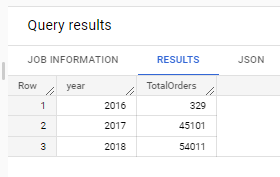 Query results
JOB INFORMATION RESULTS JSON
Row year TotalOrders
1 2016 329
2 2017 45101
3 2018 54011